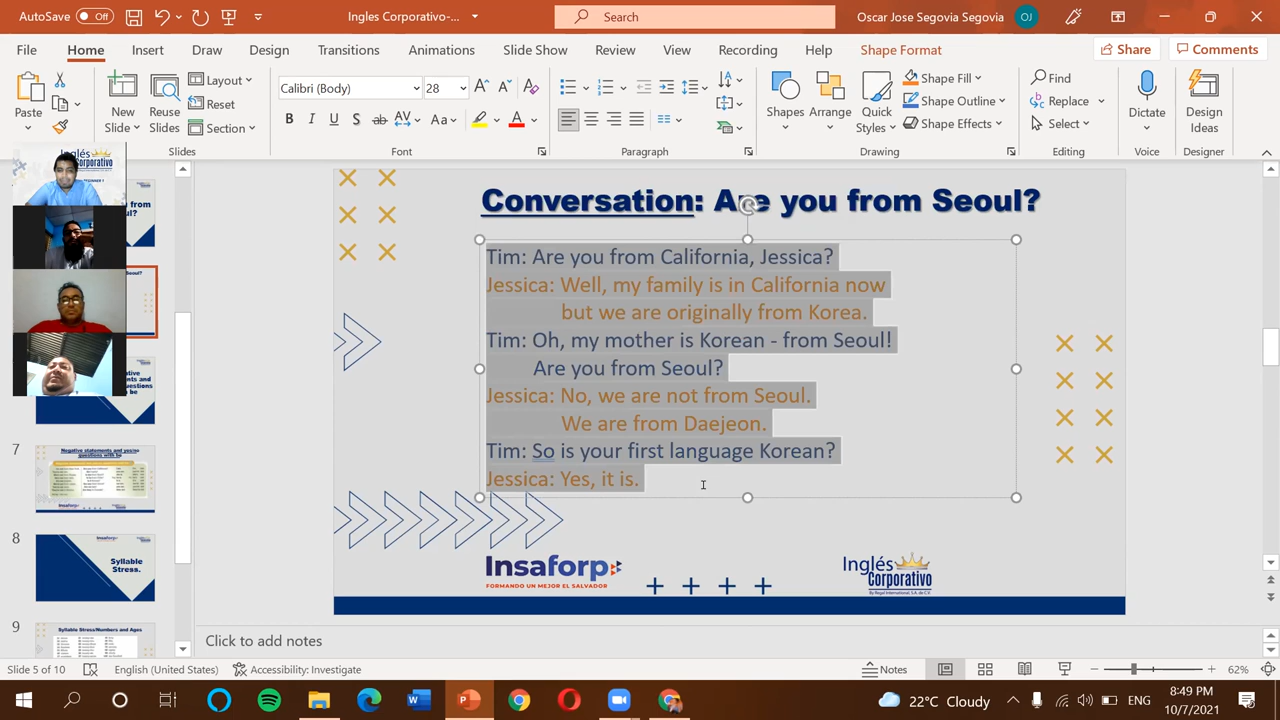 AutoSave Off Ingles Corporativo-... Search Oscar Jose Segovia Segovia OJ
File Home Insert Draw Design Transitions Animations Slide Show Review View Recording Help Shape Format Share Comments
Paste New Slide Reuse Slides Layout Reset Section
Calibri (Body) 28
Shapes Arrange Quick Styles Shape Fill Shape Outline Shape Effects
Find Replace Select Dictate Design Ideas
Slides Font Paragraph Drawing Editing Voice Designer
Conversation: Are you from Seoul?
Tim: Are you from California, Jessica?
Jessica: Well, my family is in California now
but we are originally from Korea.
Tim: Oh, my mother is Korean - from Seoul!
Are you from Seoul?
Jessica: No, we are not from Seoul.
We are from Daejeon.
Tim: So is your first language Korean?
Jessica: Yes, it is.
Insaforp
FORMANDO UN MEJOR EL SALVADOR
Inglés
Corporativo
By Regal International, S.A. de C.V.
7
8
Syllable
Stress.
9
Syllable Stress/Numbers and Ages
Click to add notes
Slide 5 of 10 English (United States) Accessibility: Investigate Notes 62%
22°C Cloudy ENG 8:49 PM
10/7/2021